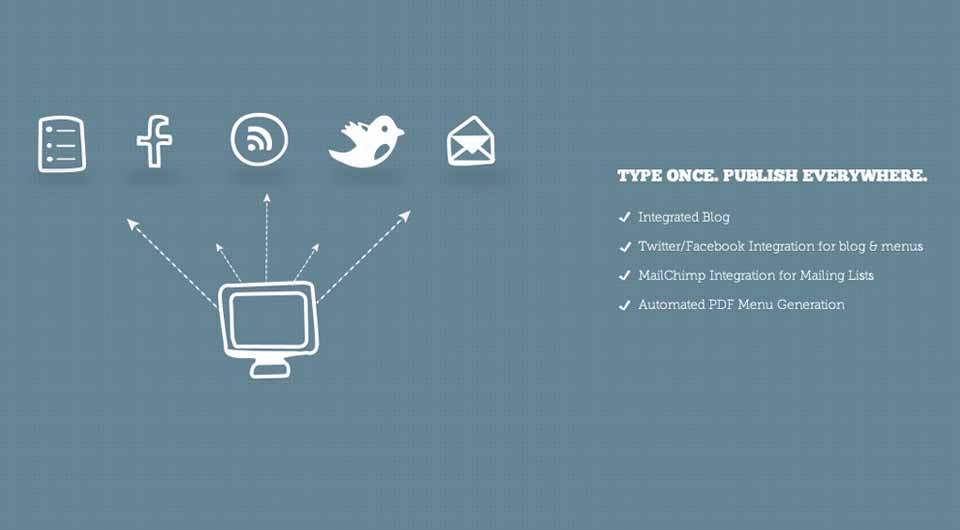 TYPE ONCE. PUBLISH EVERYWHERE.
Integrated Blog
Twitter/Facebook Integration for blog & menus
MailChimp Integration for Mailing Lists
Automated PDF Menu Generation